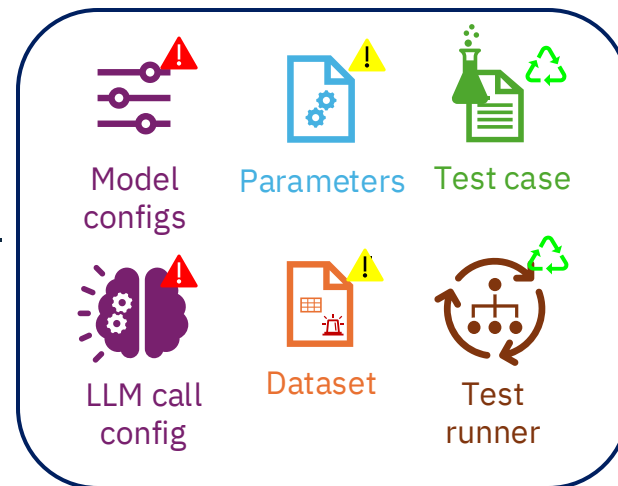 Model
configs
Parameters
Test case
LLM call
config
Dataset
Test
runner